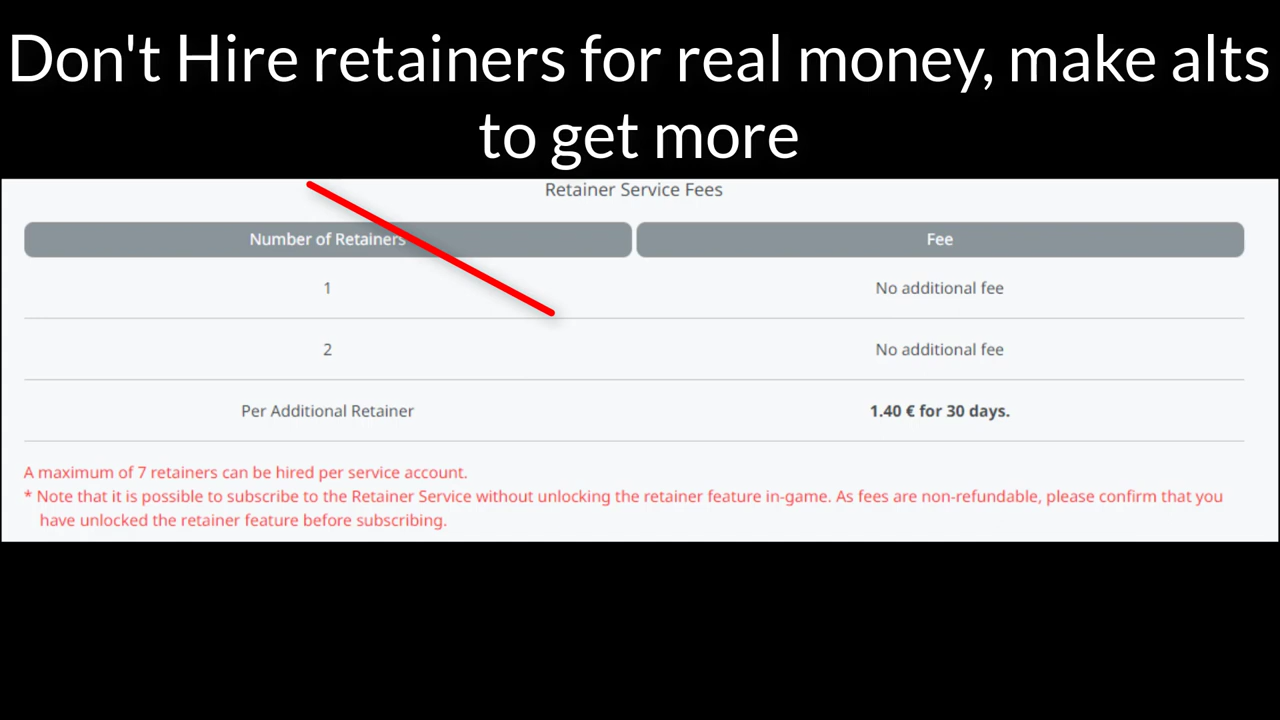 Don't Hire retainers for real money, make alts
to get more
Retainer Service Fees
Number of Retainers
Fee
1
No additional fee
2
No additional fee
Per Additional Retainer
1.40 € for 30 days.
A maximum of 7 retainers can be hired per service account.
* Note that it is possible to subscribe to the Retainer Service without unlocking the retainer feature in-game. As fees are non-refundable, please confirm that you
have unlocked the retainer feature before subscribing.